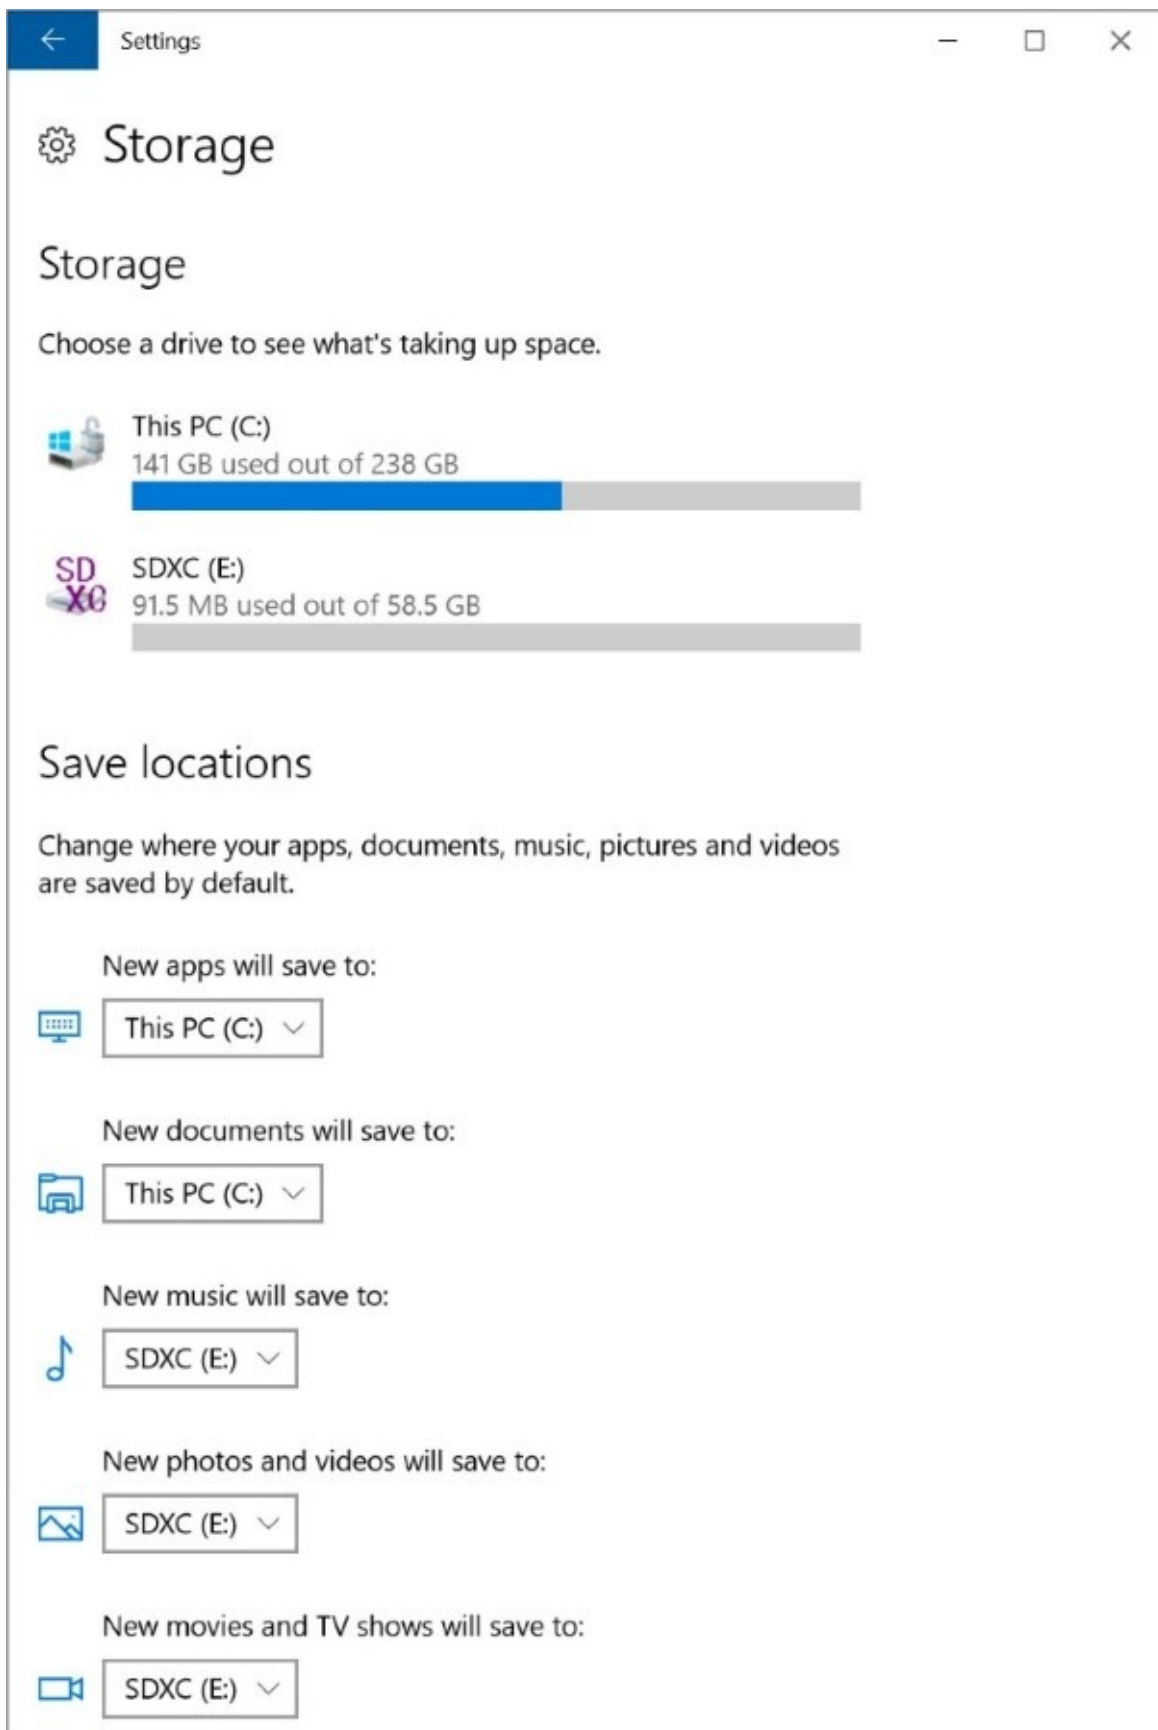 Settings
Storage
Storage
Choose a drive to see what's taking up space.
This PC (C:)
141 GB used out of 238 GB
SD
XC
SDXC (E:)
91.5 MB used out of 58.5 GB
Save locations
Change where your apps, documents, music, pictures and videos
are saved by default.
New apps will save to:
This PC (C:)
New documents will save to:
This PC (C:)
New music will save to:
SDXC (E:)
New photos and videos will save to:
SDXC (E:)
New movies and TV shows will save to:
SDXC (E:)